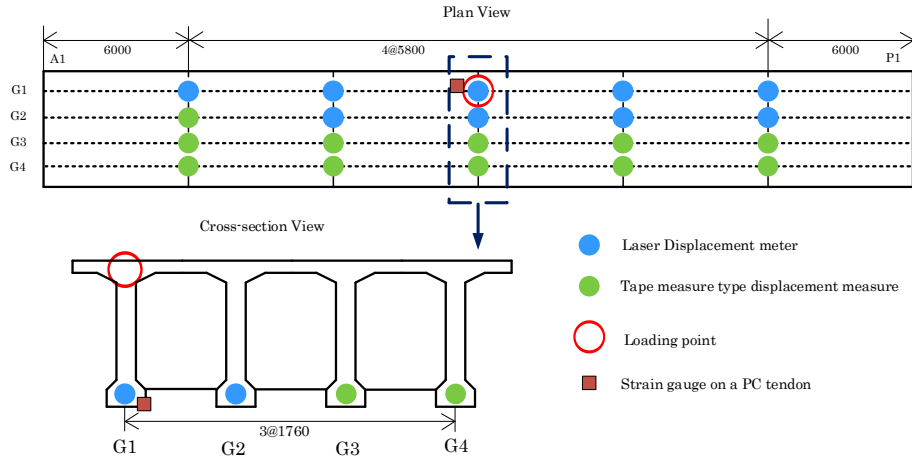 Plan View
6000
4@5800
6000
A1
P1
G1
G2
G3
G4
Cross-section View
Laser Displacement meter
Tape measure type displacement measure
Loading point
Strain gauge on a PC tendon
3@1760
G1
G2
G3
G4